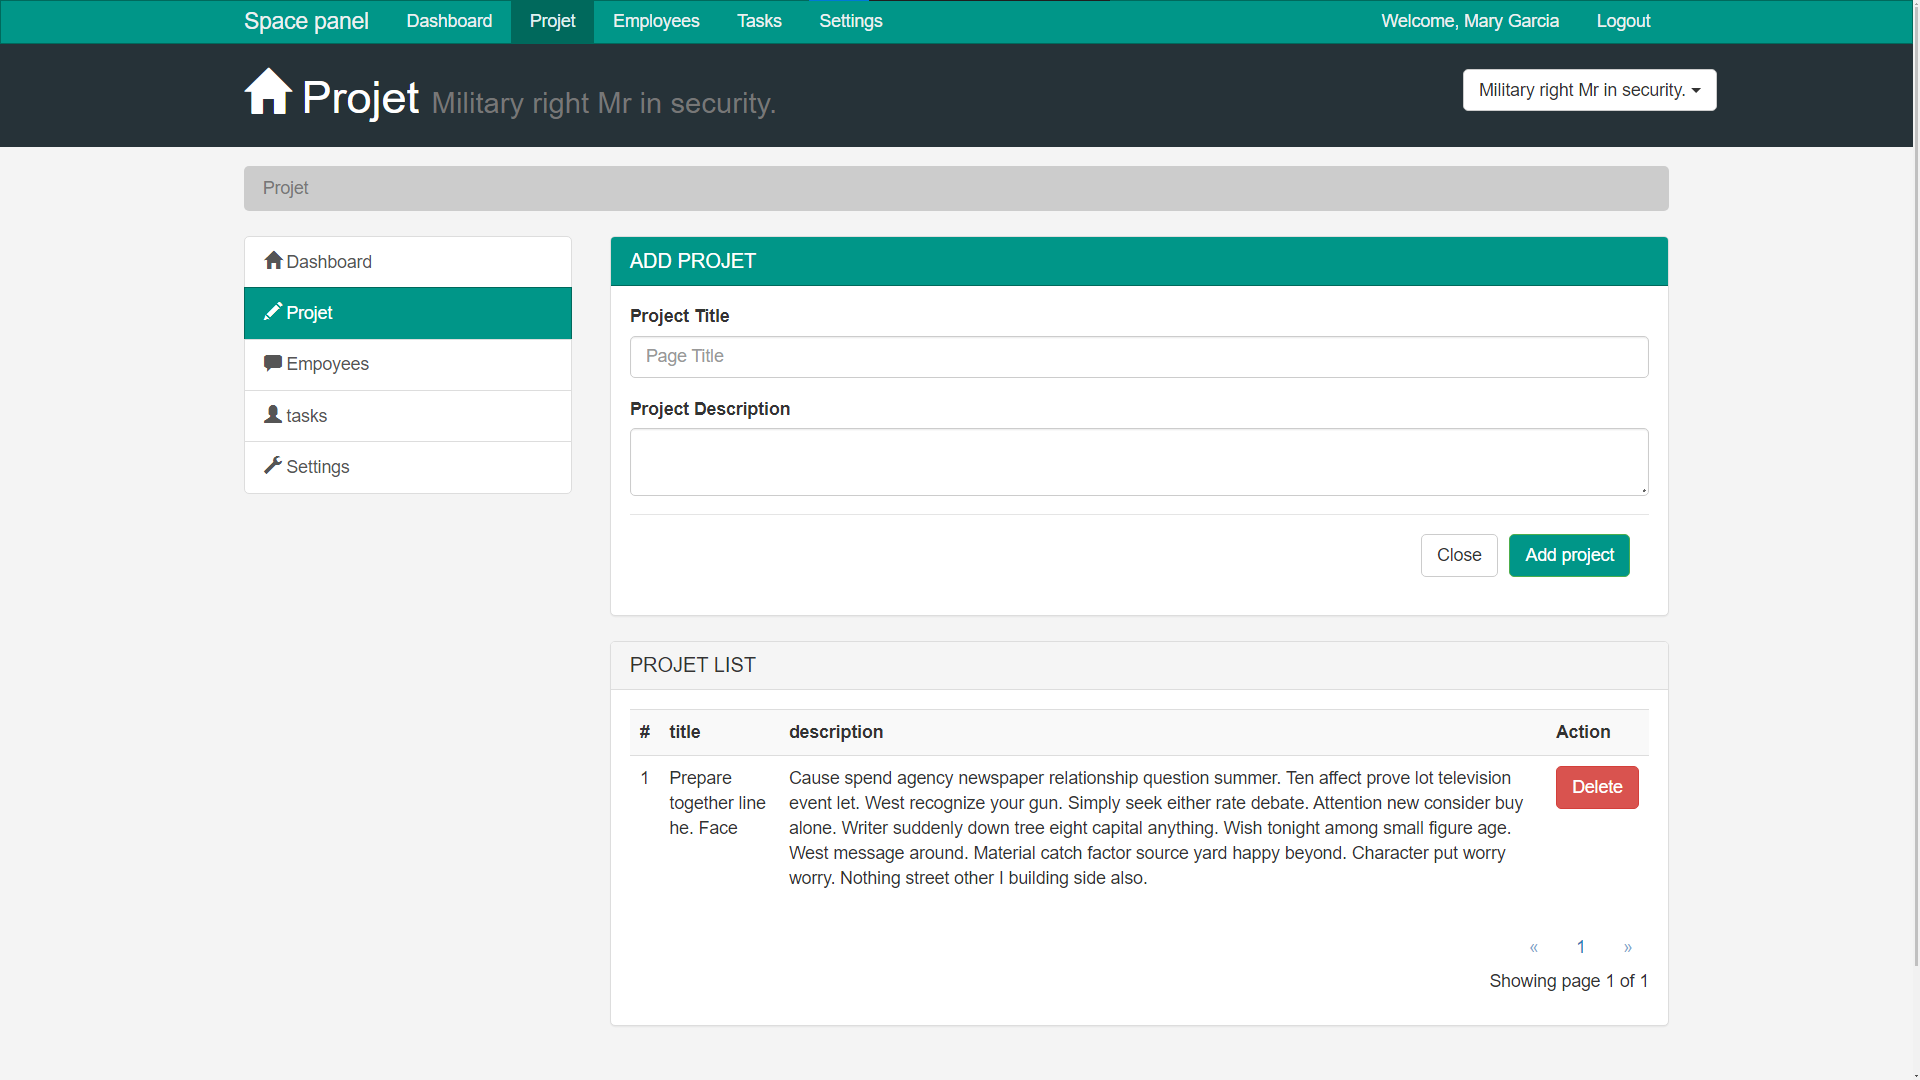 Space panel Dashboard Projet Employees Tasks Settings Welcome, Mary Garcia Logout
Projet Military right Mr in security.
Military right Mr in security.
Projet
Dashboard
Projet
Empoyees
tasks
Settings
ADD PROJET
Project Title
Page Title
Project Description
Close Add project
PROJET LIST
# title description Action
1 Prepare together line he. Face
Cause spend agency newspaper relationship question summer. Ten affect prove lot television
event let. West recognize your gun. Simply seek either rate debate. Attention new consider buy
alone. Writer suddenly down tree eight capital anything. Wish tonight among small figure age.
West message around. Material catch factor source yard happy beyond. Character put worry
worry. Nothing street other I building side also.
Delete
« 1 »
Showing page 1 of 1